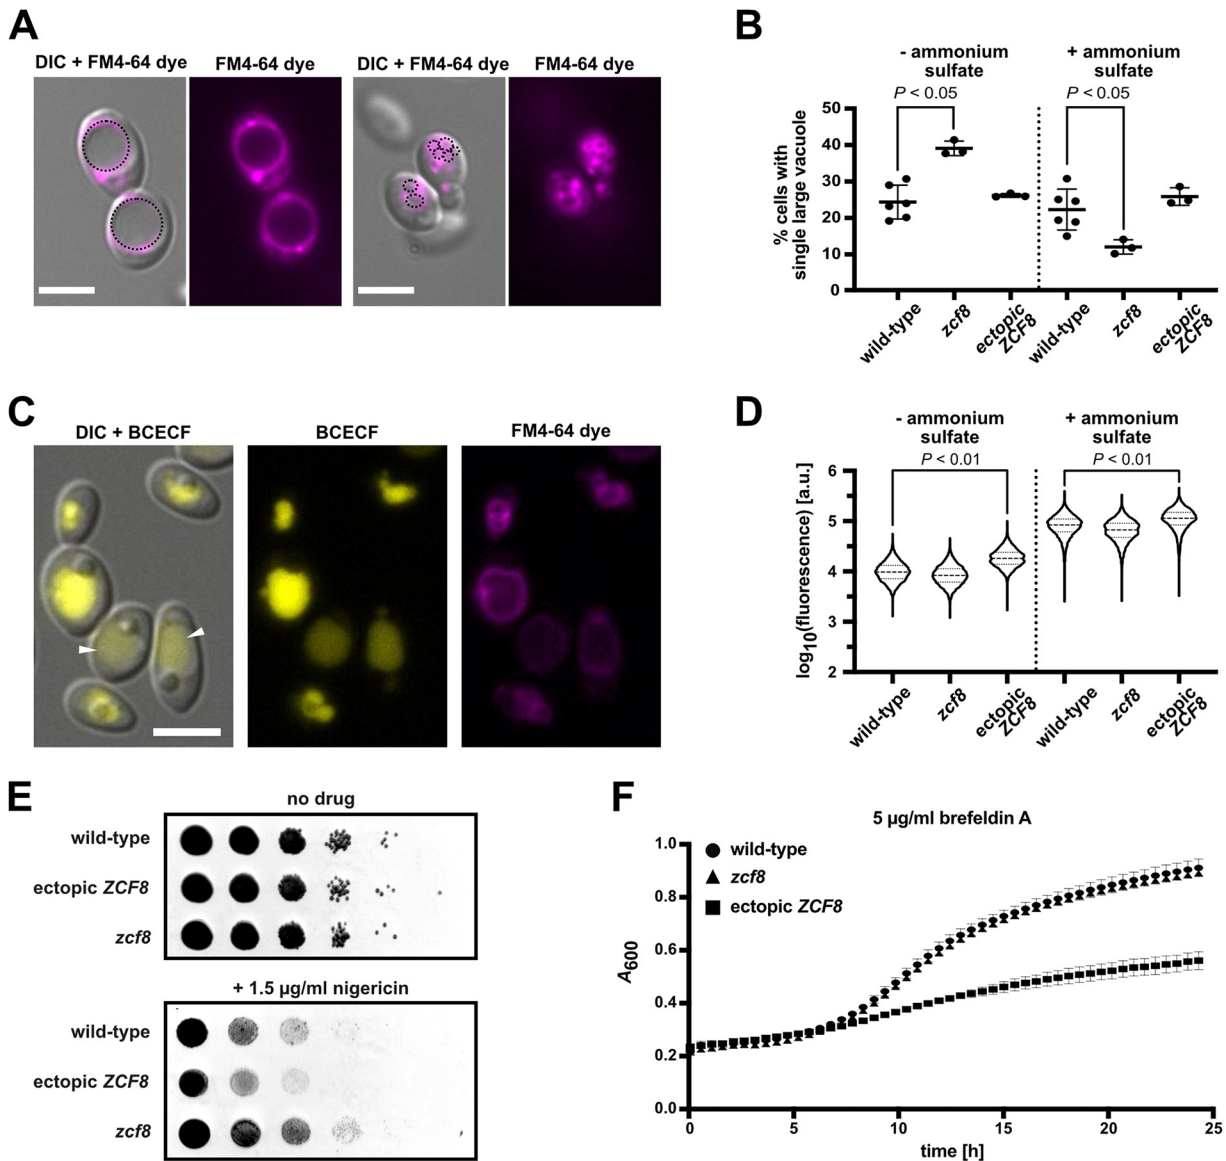 A
DIC + FM4-64 dye
FM4-64 dye
DIC + FM4-64 dye
FM4-64 dye
B
- ammonium
sulfate
+ ammonium
sulfate
P < 0.05
P < 0.05
% cells with
single large vacuole
50
40
30
20
10
0
wild-type
zcf8
ectopic
ZCF8
wild-type
zcf8
ectopic
ZCF8
C
DIC + BCECF
BCECF
FM4-64 dye
D
- ammonium
sulfate
+ ammonium
sulfate
P < 0.01
P < 0.01
log10(fluorescence) [a.u.]
6
5
4
3
2
wild-type
zcf8
ectopic
ZCF8
wild-type
zcf8
ectopic
ZCF8
E
no drug
wild-type
ectopic ZCF8
zcf8
+ 1.5 µg/ml nigericin
wild-type
ectopic ZCF8
zcf8
F
5 µg/ml brefeldin A
wild-type
zcf8
ectopic ZCF8
A600
1.0
0.8
0.6
0.4
0.2
0.0
0
5
10
15
20
25
time [h]